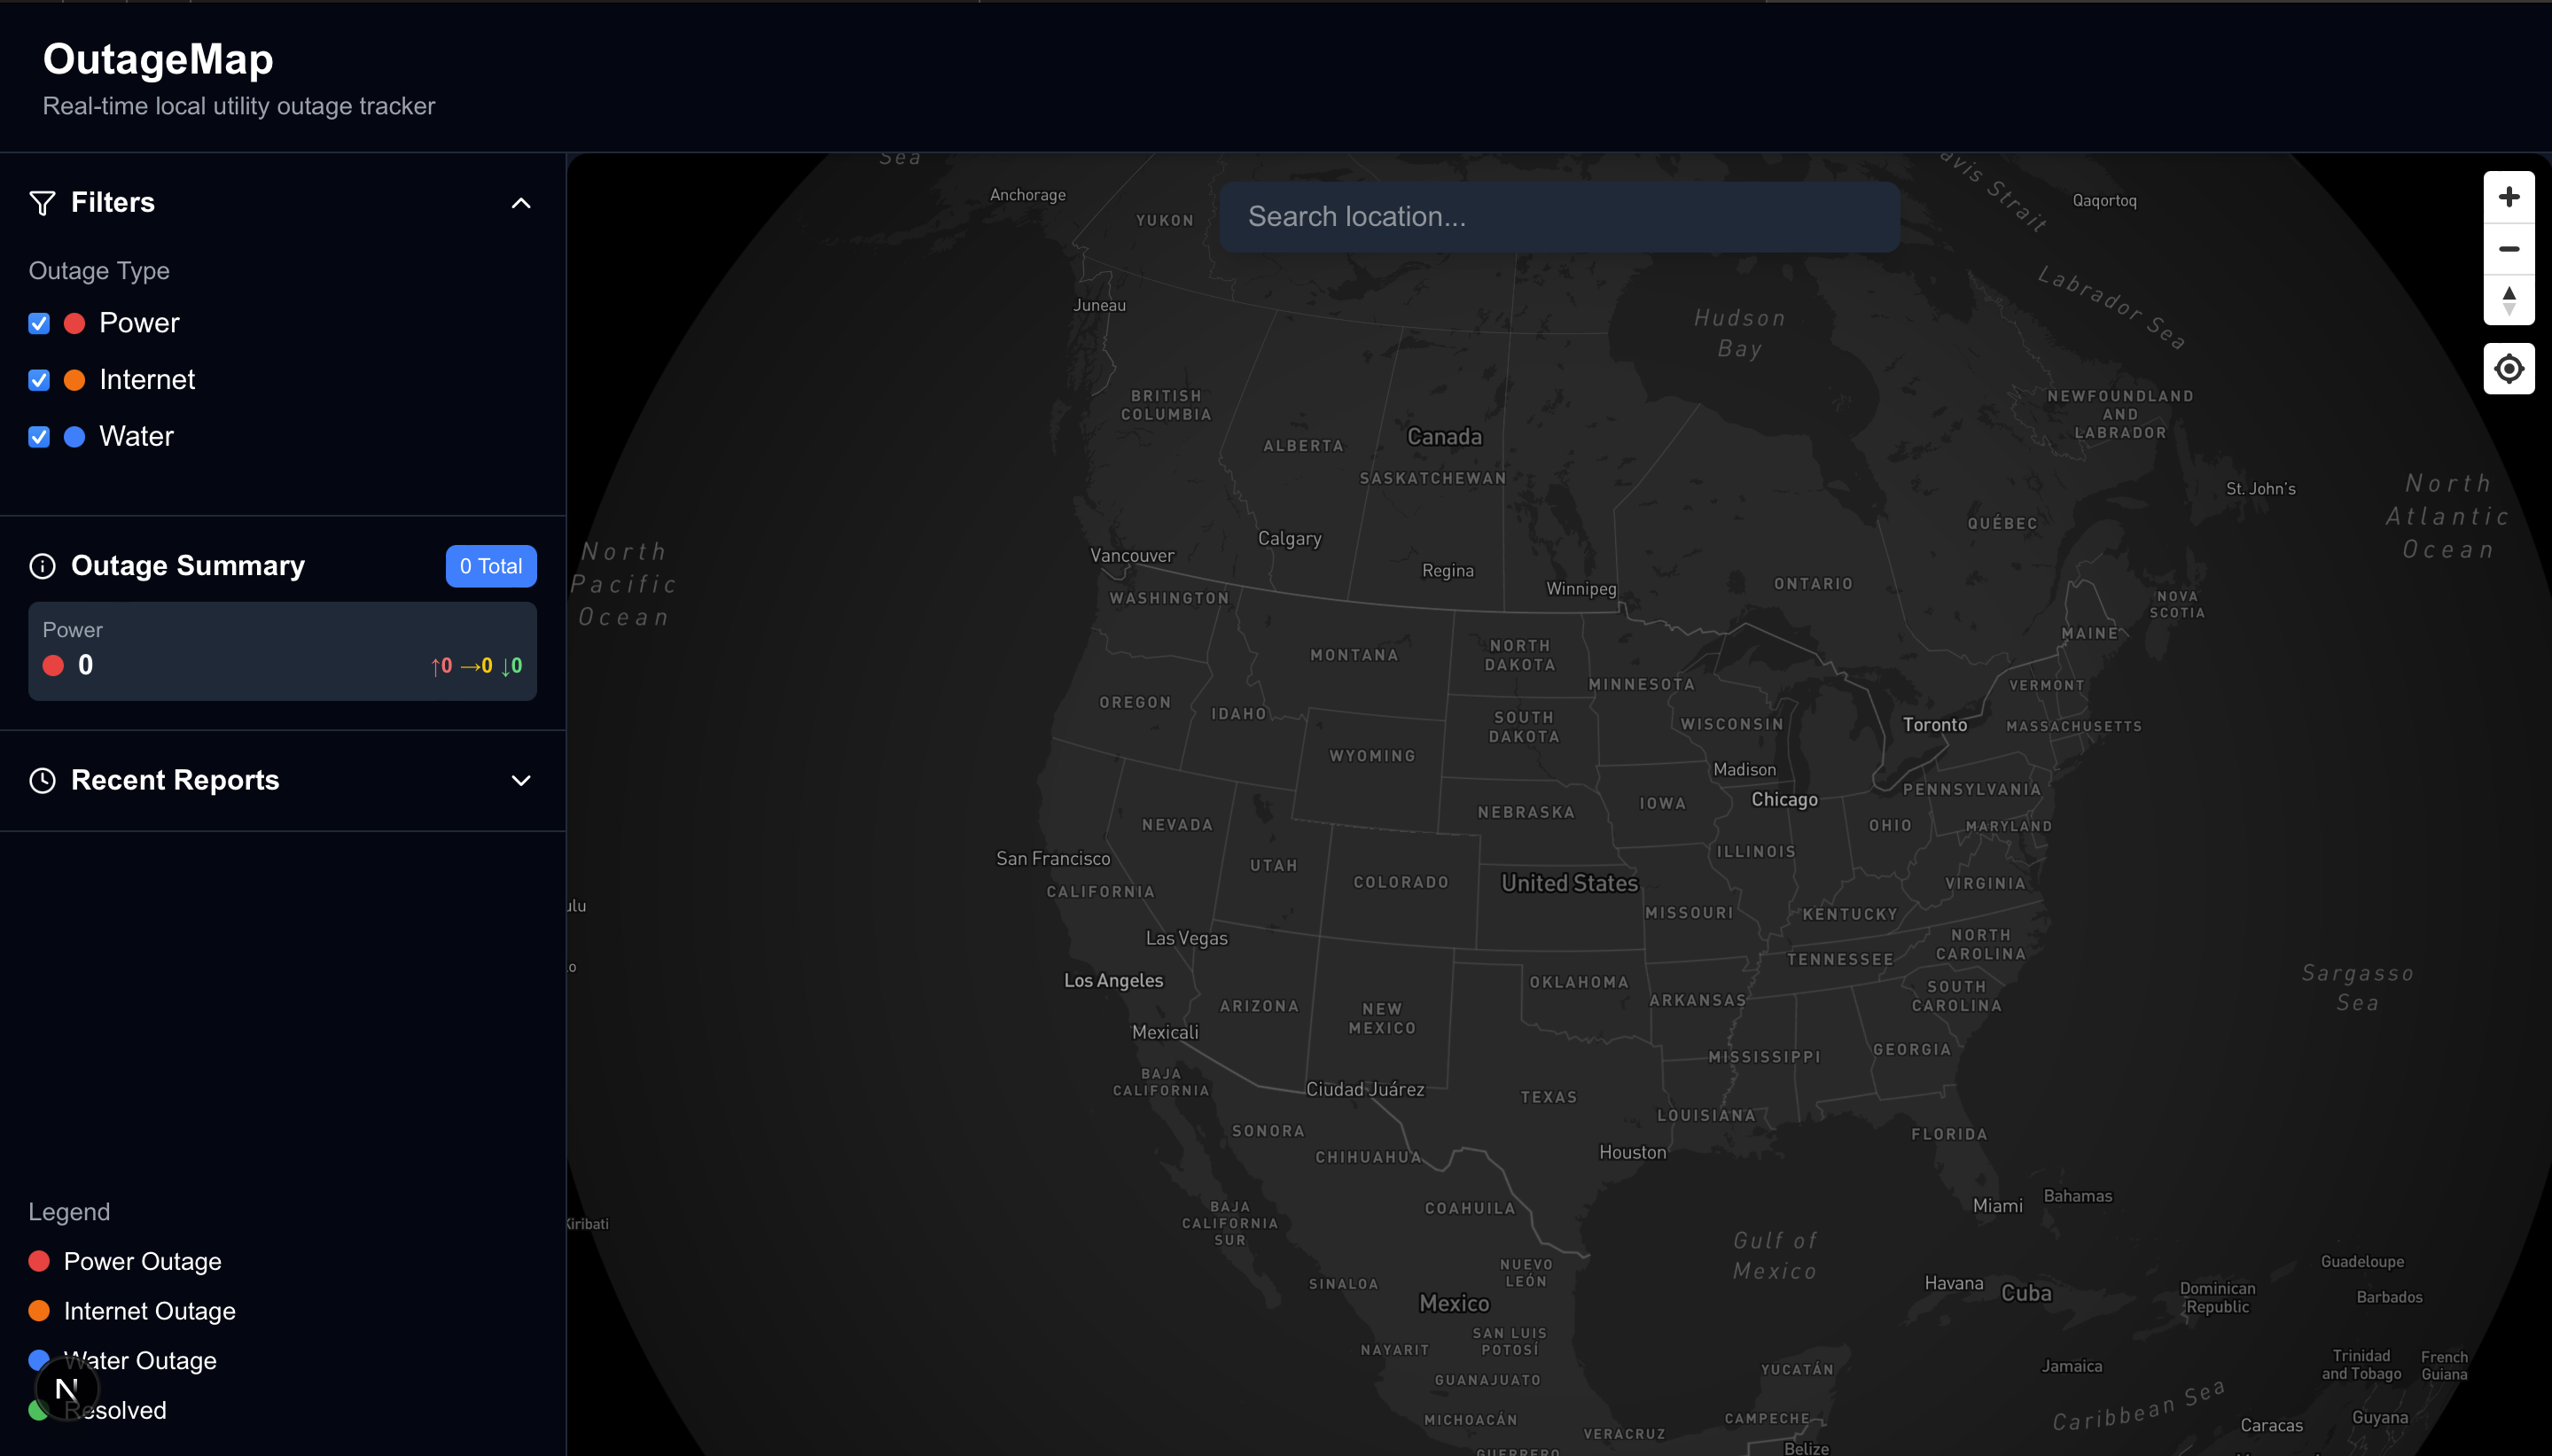 OutageMap
Real-time local utility outage tracker
Filters
Outage Type
Power
Internet
Water
Outage Summary
0 Total
Power
0
↑0 →0 ↓0
Recent Reports
Legend
Power Outage
Internet Outage
Water Outage
Resolved
N
Search location...
Sea
Anchorage
YUKON
Qaqortoq
Labrador Sea
Juneau
Hudson
Bay
BRITISH
COLUMBIA
NEWFOUNDLAND
AND
LABRADOR
ALBERTA
Canada
SASKATCHEWAN
St. John's
North
Atlantic
Ocean
QUÉBEC
Calgary
Vancouver
North
Pacific
Ocean
Regina
Winnipeg
ONTARIO
WASHINGTON
NOVA
SCOTIA
MAINE
MONTANA
NORTH
DAKOTA
MINNESOTA
VERMONT
OREGON
IDAHO
SOUTH
DAKOTA
WISCONSIN
Toronto
MASSACHUSETTS
WYOMING
Madison
Chicago
PENNSYLVANIA
NEBRASKA
IOWA
NEVADA
OHIO
MARYLAND
San Francisco
UTAH
ILLINOIS
CALIFORNIA
COLORADO
United States
VIRGINIA
MISSOURI
KENTUCKY
ulu
Las Vegas
NORTH
CAROLINA
TENNESSEE
Los Angeles
OKLAHOMA
Sargasso
Sea
ARIZONA
NEW
MEXICO
ARKANSAS
SOUTH
CAROLINA
Mexicali
MISSISSIPPI
GEORGIA
BAJA
CALIFORNIA
Ciudad Juárez
TEXAS
LOUISIANA
SONORA
FLORIDA
CHIHUAHUA
Houston
Miami
Bahamas
BAJA
CALIFORNIA
SUR
COAHUILA
Kiribati
Gulf of
Mexico
NUEVO
LEÓN
Guadeloupe
SINALOA
Havana
Cuba
Dominican
Republic
Barbados
Mexico
SAN LUIS
POTOSÍ
NAYARIT
YUCATÁN
Jamaica
Trinidad
and Tobago
French
Guiana
GUANAJUATO
Caribbean Sea
MICHOACÁN
CAMPECHE
VERACRUZ
Caracas
Guyana
GUERRERO
Belize